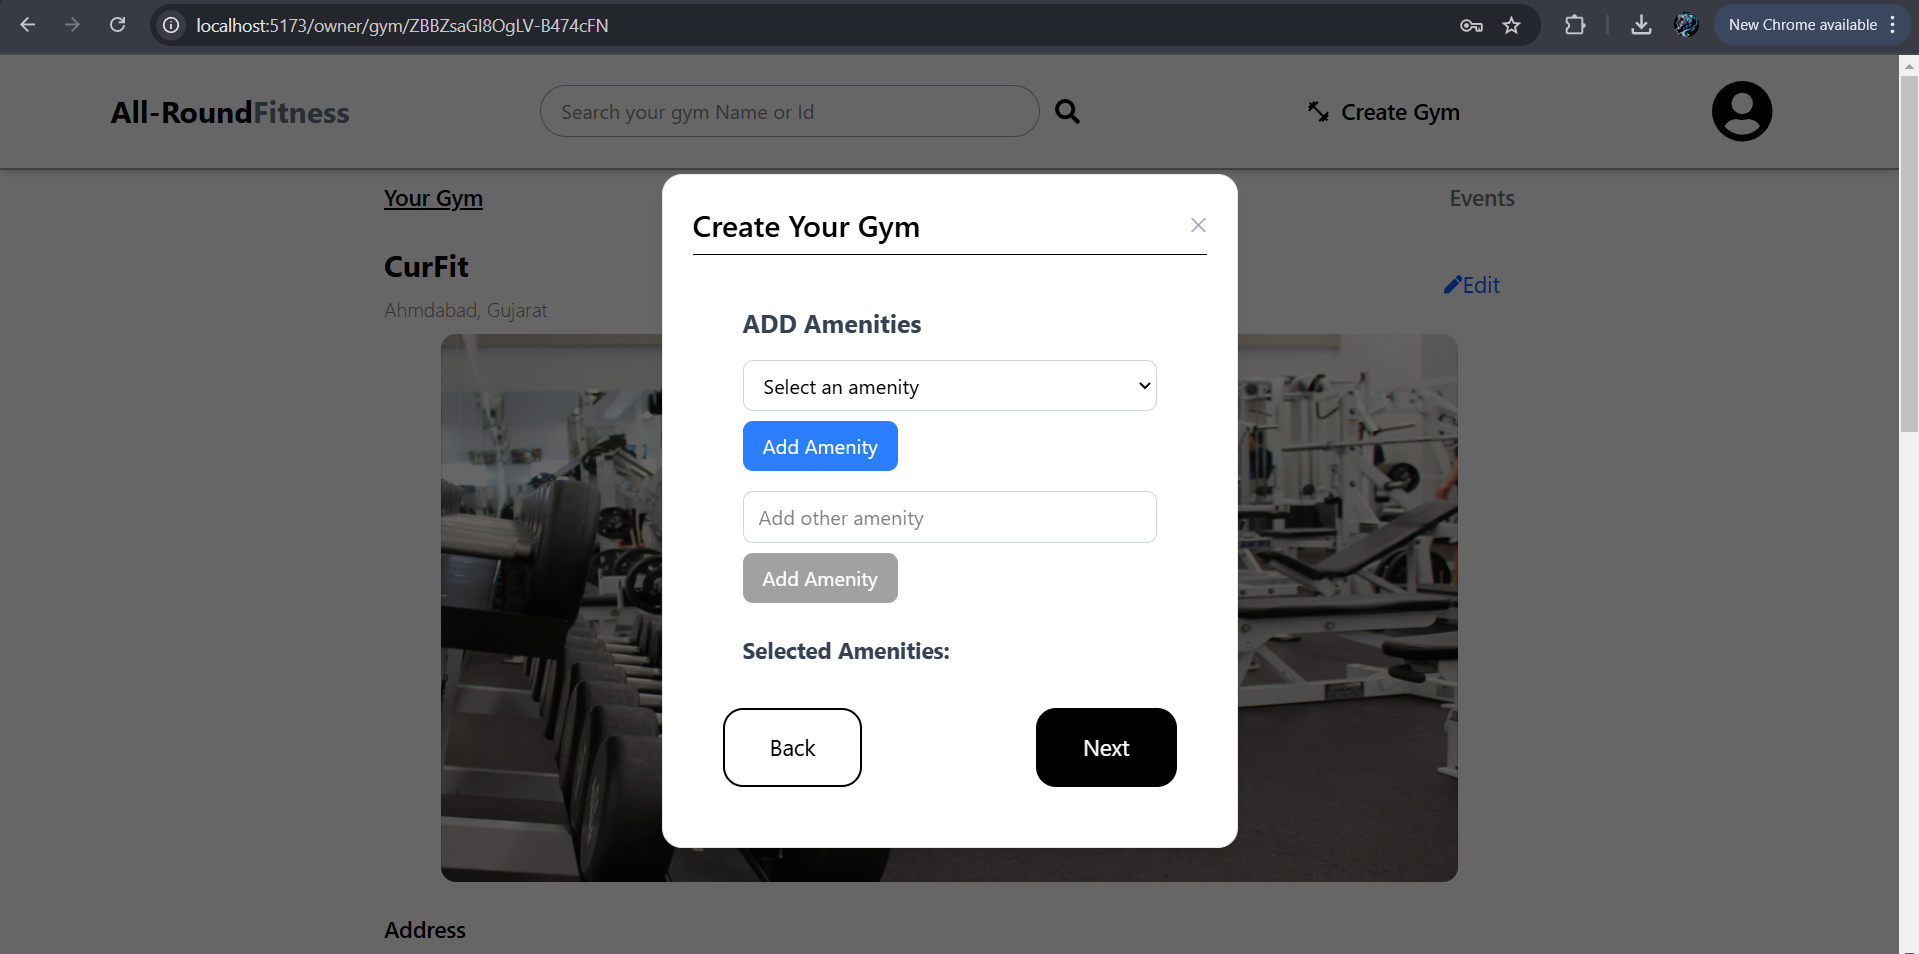 localhost:5173/owner/gym/ZBBZsaGI8OgLV-B474cFN
New Chrome available
All-RoundFitness
Search your gym Name or Id
Create Gym
Your Gym
Events
CurFit
Edit
Ahmdabad, Gujarat
Create Your Gym
ADD Amenities
Select an amenity
Add Amenity
Add other amenity
Add Amenity
Selected Amenities:
Back
Next
Address